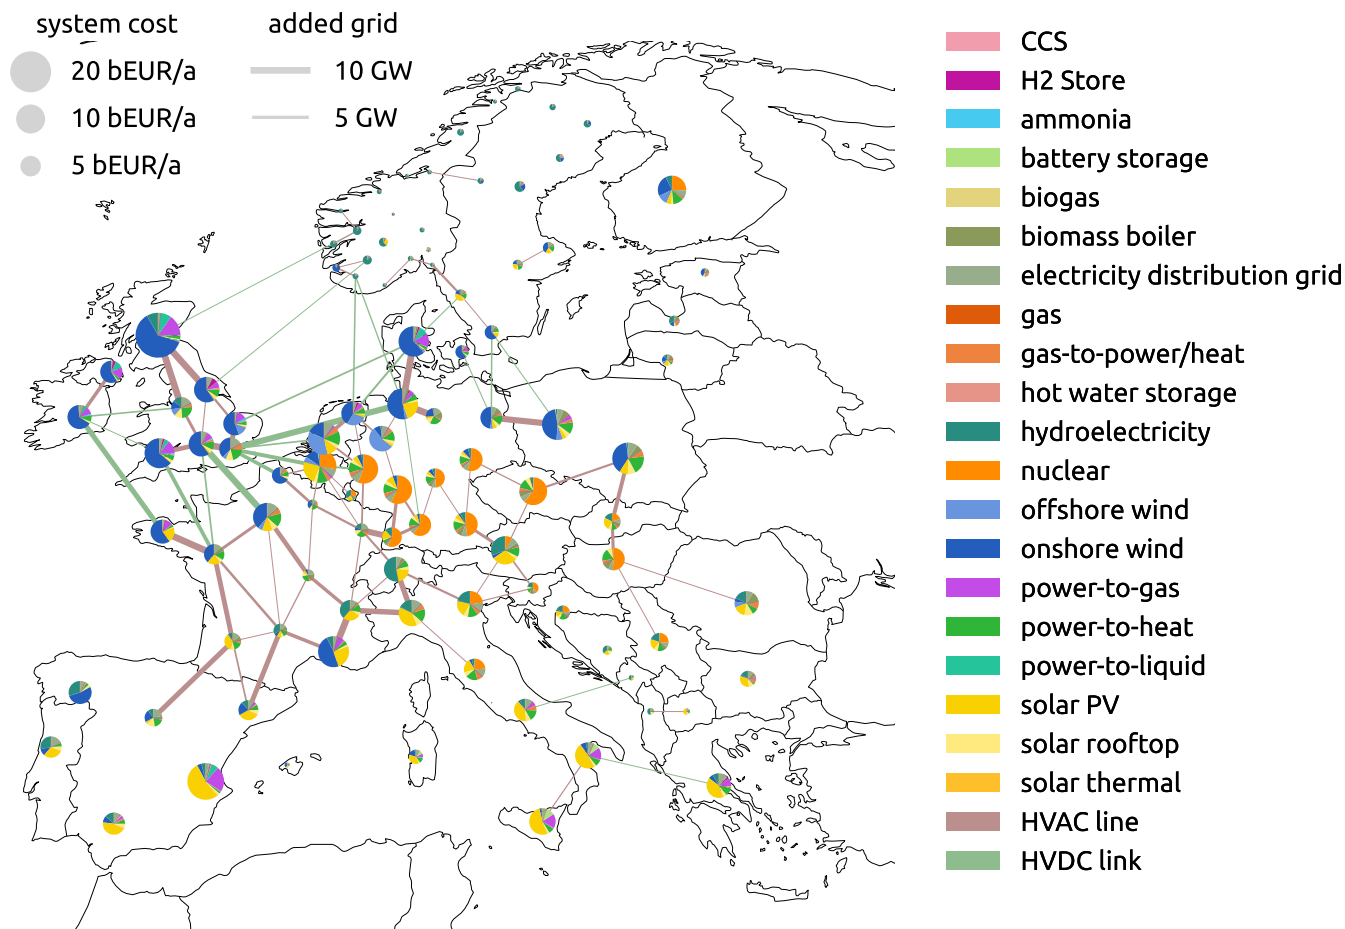 system cost
20 bEUR/a
10 bEUR/a
5 bEUR/a
added grid
10 GW
5 GW
CCS
H2 Store
ammonia
battery storage
biogas
biomass boiler
electricity distribution grid
gas
gas-to-power/heat
hot water storage
hydroelectricity
nuclear
offshore wind
onshore wind
power-to-gas
power-to-heat
power-to-liquid
solar PV
solar rooftop
solar thermal
HVAC line
HVDC link